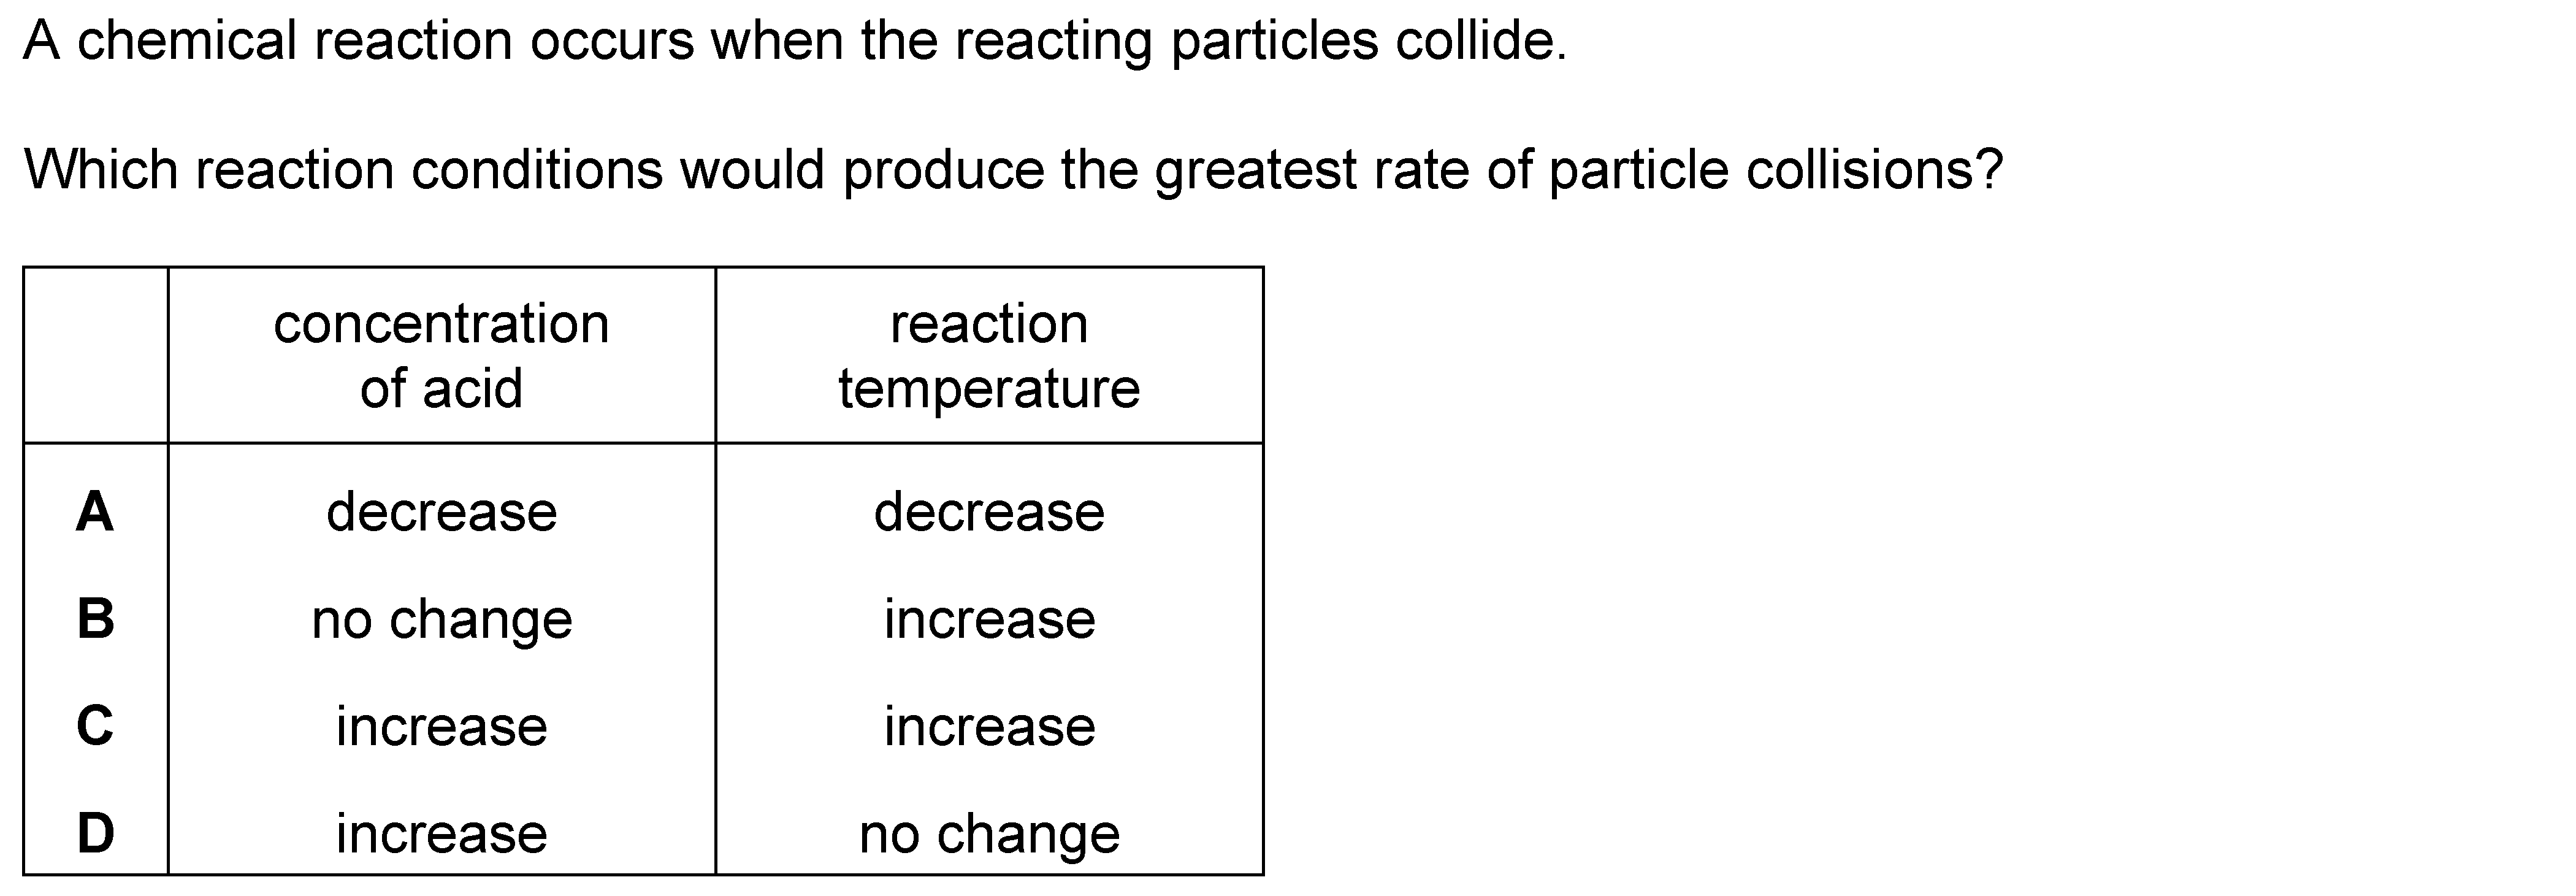 A chemical reaction occurs when the reacting particles collide.
Which reaction conditions would produce the greatest rate of particle collisions?
concentration of acid reaction temperature
A decrease decrease
B no change increase
C increase increase
D increase no change